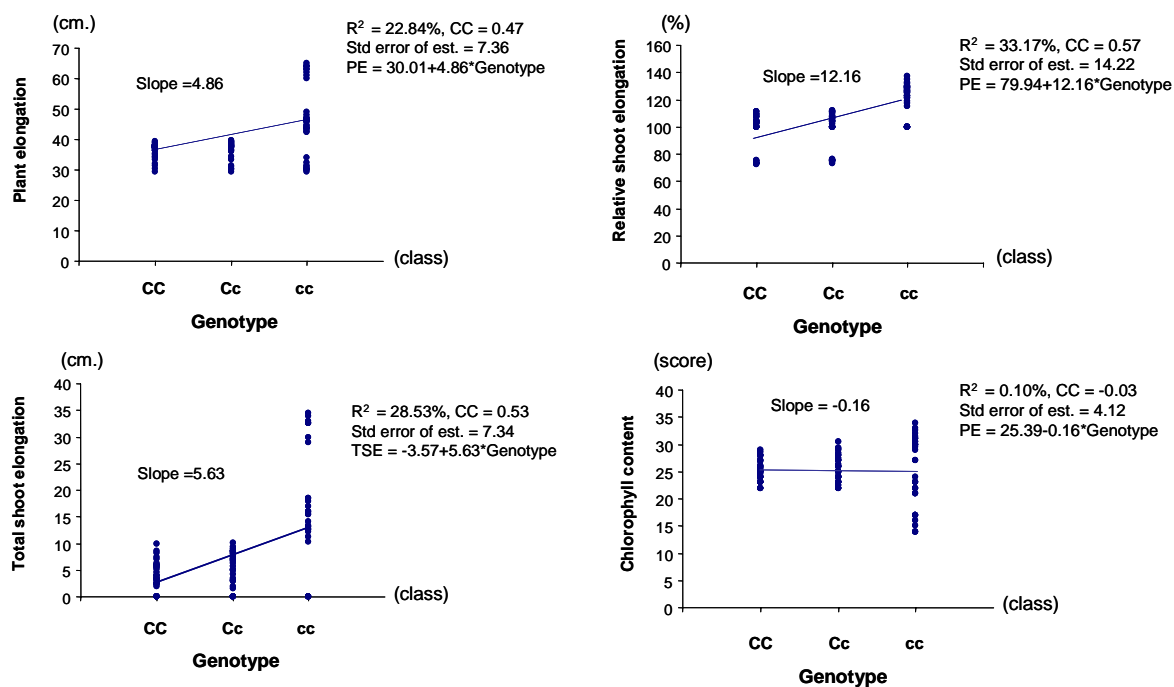 (cm.)
R² = 22.84%, CC = 0.47
Std error of est. = 7.36
PE = 30.01+4.86*Genotype
Slope =4.86
Plant elongation
70
60
50
40
30
20
10
0
(class)
CC Cc cc
Genotype
(%)
R² = 33.17%, CC = 0.57
Std error of est. = 14.22
PE = 79.94+12.16*Genotype
Slope =12.16
Relative shoot elongation
160
140
120
100
80
60
40
20
0
(class)
CC Cc cc
Genotype
(cm.)
R² = 28.53%, CC = 0.53
Std error of est. = 7.34
TSE = -3.57+5.63*Genotype
Slope =5.63
Total shoot elongation
40
35
30
25
20
15
10
5
0
(class)
CC Cc cc
Genotype
(score)
R² = 0.10%, CC = -0.03
Std error of est. = 4.12
PE = 25.39-0.16*Genotype
Slope = -0.16
Chlorophyll content
40
35
30
25
20
15
10
5
0
(class)
CC Cc cc
Genotype